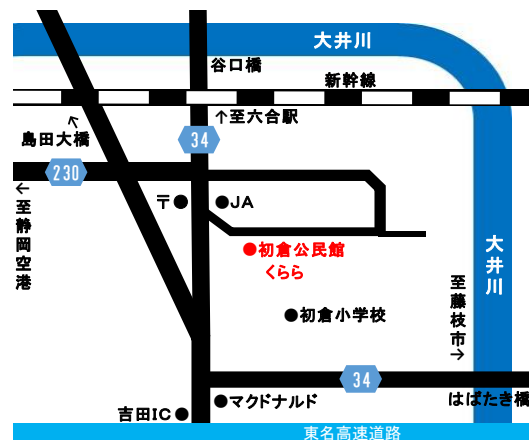 大井川
谷口橋
新幹線
↑至六合駅
島田大橋
34
230
〒
JA
←至静岡空港
初倉公民館
くらら
大井川
至藤枝市→
初倉小学校
34
はばたき橋
マクドナルド
吉田IC
東名高速道路